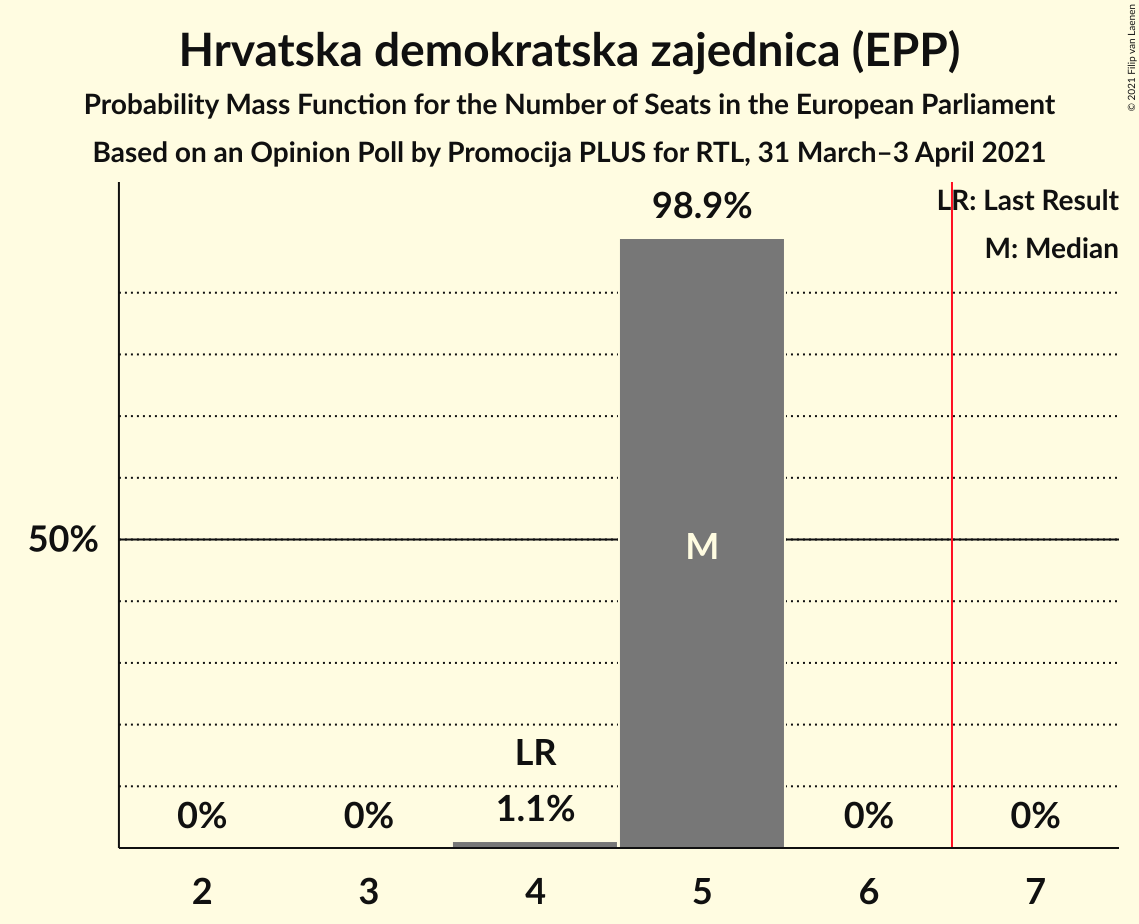 Hrvatska demokratska zajednica (EPP)
Probability Mass Function for the Number of Seats in the European Parliament
Based on an Opinion Poll by Promocija PLUS for RTL, 31 March–3 April 2021
© 2021 Filip van Laenen
LR: Last Result
M: Median
98.9%
50%
M
LR
0% 0% 1.1% 0% 0%
2 3 4 5 6 7